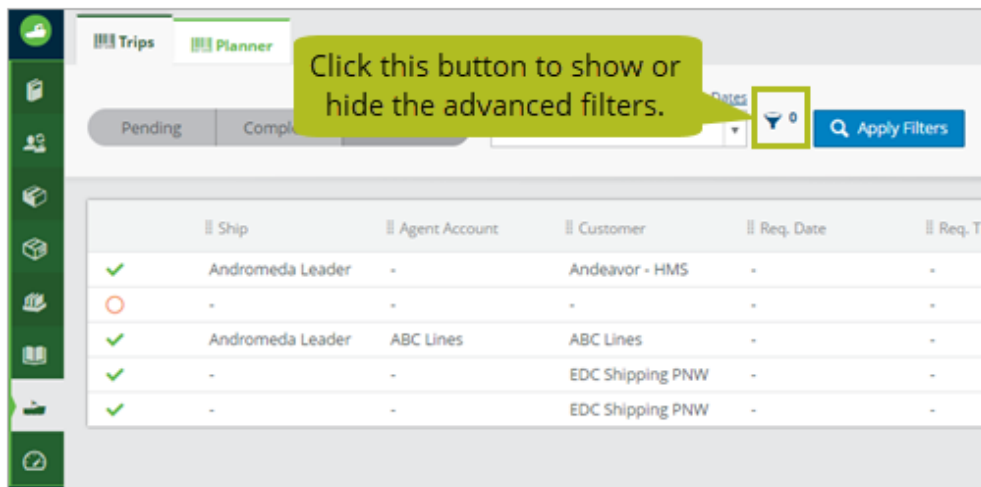 Trips Planner
Click this button to show or
hide the advanced filters.
Dates
Pending
0 Apply Filters
Ship Agent Account Customer Req. Date Req.
Andromeda Leader - Andeavor - HMS - -
- - - - -
Andromeda Leader ABC Lines ABC Lines - -
- - EDC Shipping PNW - -
- - EDC Shipping PNW - -